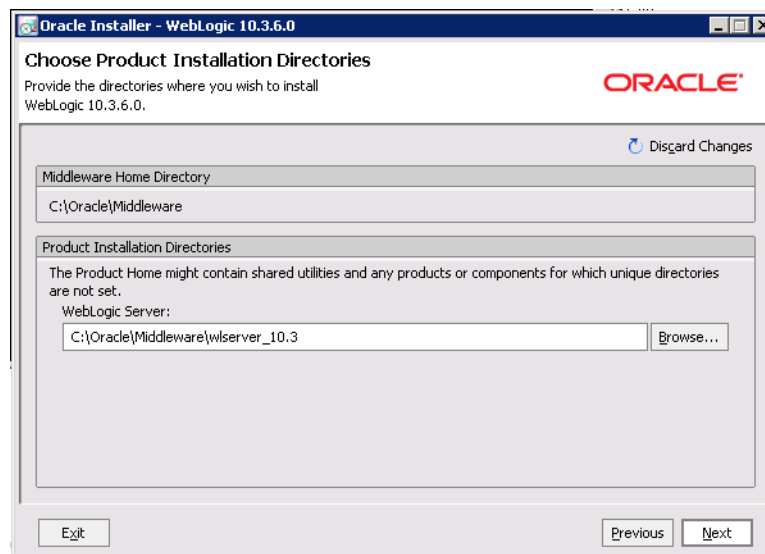 Oracle Installer - WebLogic 10.3.6.0
Choose Product Installation Directories
Provide the directories where you wish to install
WebLogic 10.3.6.0.
ORACLE
Discard Changes
Middleware Home Directory
C:\Oracle\Middleware
Product Installation Directories
The Product Home might contain shared utilities and any products or components for which unique directories
are not set.
WebLogic Server:
C:\Oracle\Middleware\wlserver_10.3
Browse...
Exit
Previous
Next